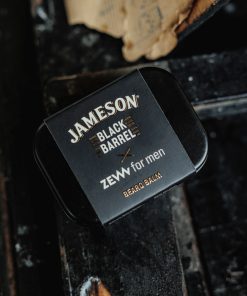 JAMESON®
BLACK
BARREL
X
ZEW for men
BEARD BALM